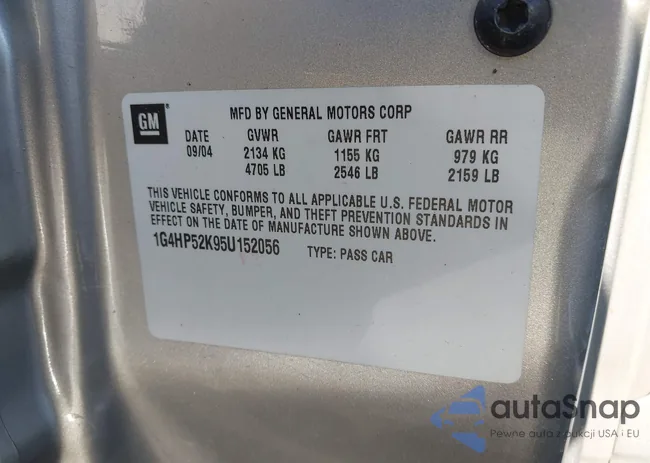 GM
MFD BY GENERAL MOTORS CORP
DATE GVWR GAWR FRT GAWR RR
09/04 2134 KG 1155 KG 979 KG
4705 LB 2546 LB 2159 LB
THIS VEHICLE CONFORMS TO ALL APPLICABLE U.S. FEDERAL MOTOR
VEHICLE SAFETY, BUMPER, AND THEFT PREVENTION STANDARDS IN
EFFECT ON THE DATE OF MANUFACTURE SHOWN ABOVE.
1G4HP52K95U152056 TYPE: PASS CAR
autaSnap
Pewne auta z aukcji USA i EU